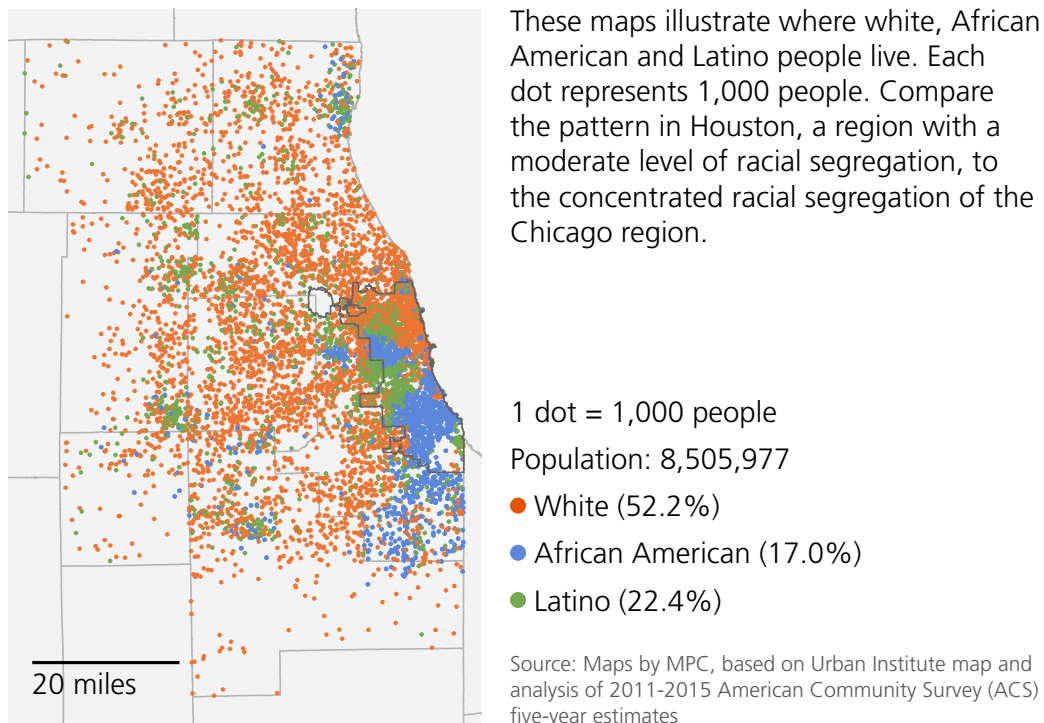 These maps illustrate where white, African
American and Latino people live. Each
dot represents 1,000 people. Compare
the pattern in Houston, a region with a
moderate level of racial segregation, to
the concentrated racial segregation of the
Chicago region.
1 dot = 1,000 people
Population: 8,505,977
White (52.2%)
African American (17.0%)
Latino (22.4%)
20 miles
Source: Maps by MPC, based on Urban Institute map and
analysis of 2011-2015 American Community Survey (ACS)
five-year estimates